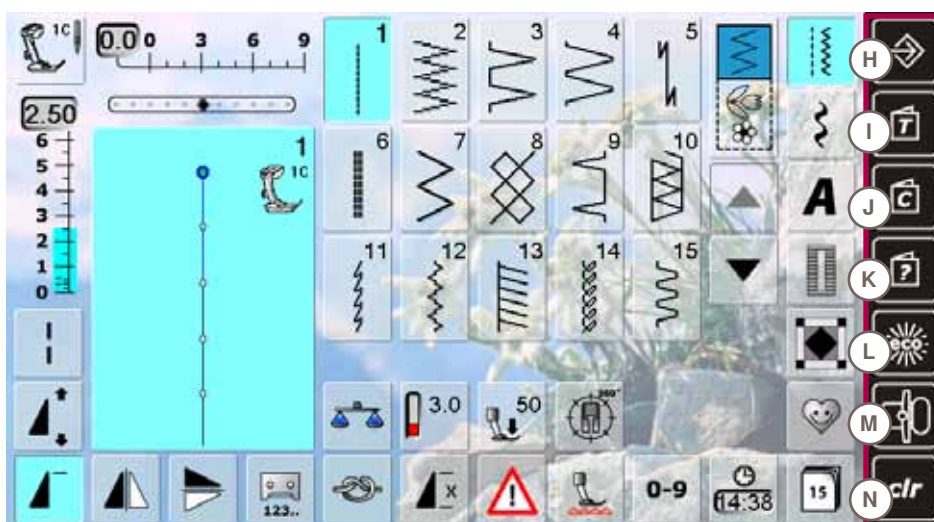 1C 0.0 0 3 6 9 1 2 3 4 5
H
2.50
6 T I
5 1 6 7 8 9 10
4 1C
3 A C J
2
1 11 12 13 14 15 ? K
0
eco L
360°
3.0 50 M
123.. x ! 0-9 14:38 15 clr N